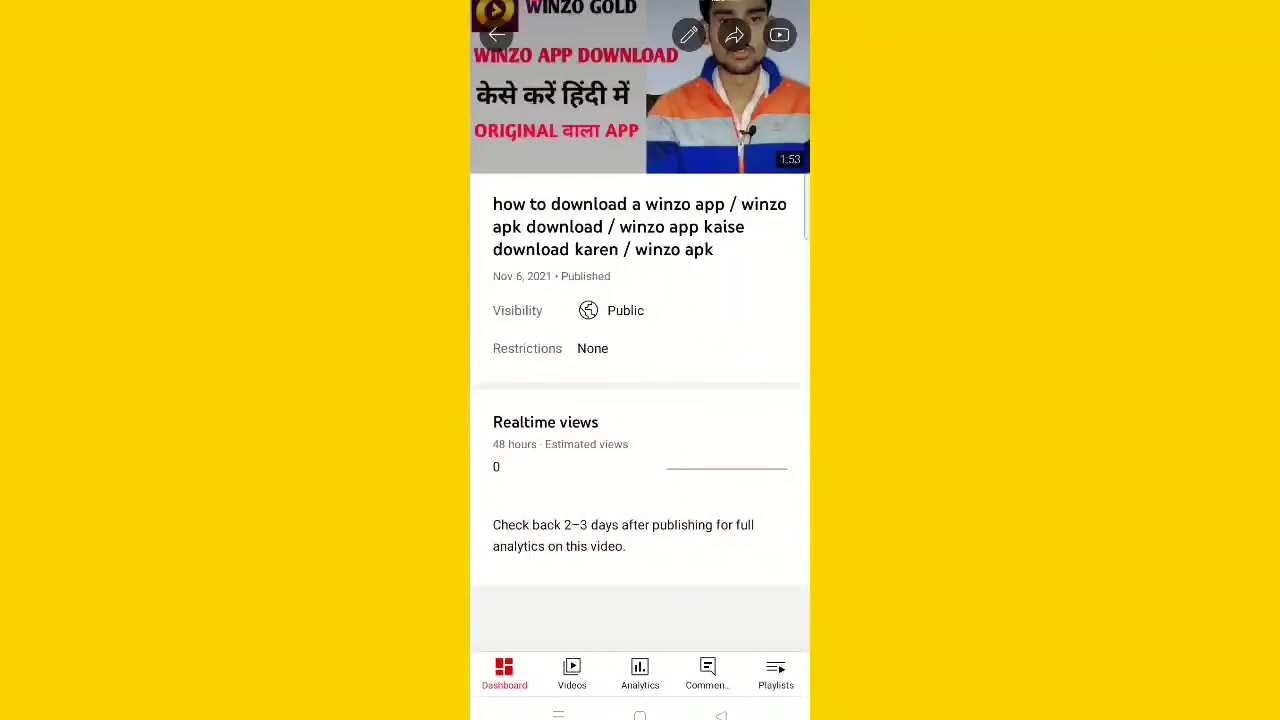 WINZO GOLD
WINZO APP DOWNLOAD
केसे करें हिंदी में
ORIGINAL वाला APP
1:53
how to download a winzo app / winzo
apk download / winzo app kaise
download karen / winzo apk
Nov 6, 2021 • Published
Visibility Public
Restrictions None
Realtime views
48 hours · Estimated views
0
Check back 2–3 days after publishing for full
analytics on this video.
Dashboard Videos Analytics Commen... Playlists